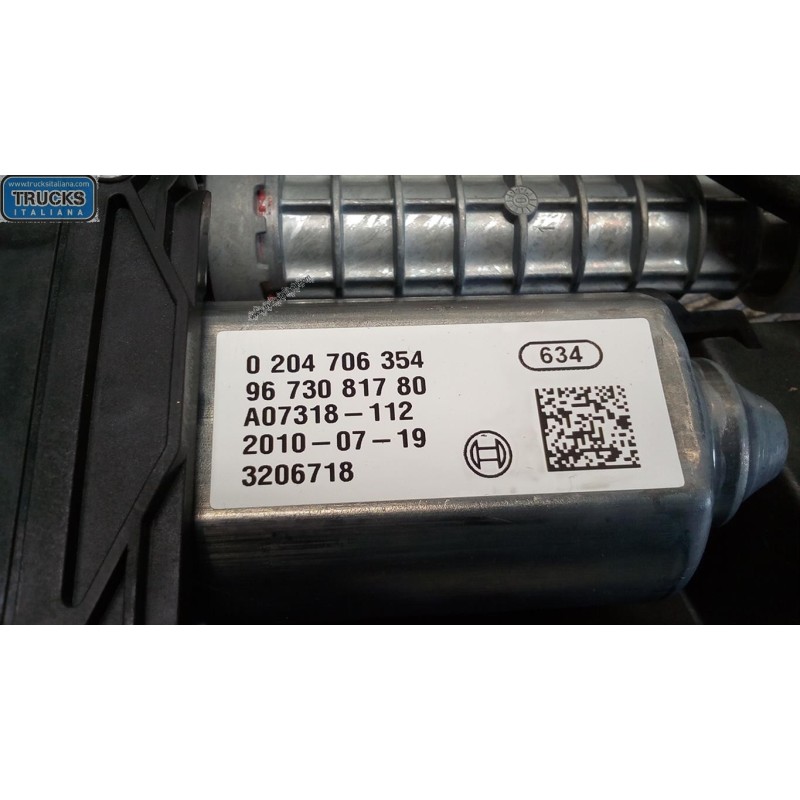 www.trucksitaliana.com
TRUCKS
ITALIANA
0 204 706 354
634
96 730 817 80
A07318-112
2010-07-19
3206718